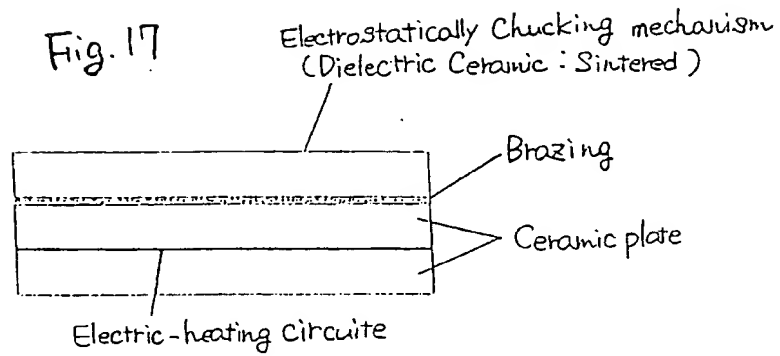 Fig. 17
Electrostatically Chucking mechanism
(Dielectric Ceramic : Sintered)
Brazing
Ceramic plate
Electric-heating Circuite